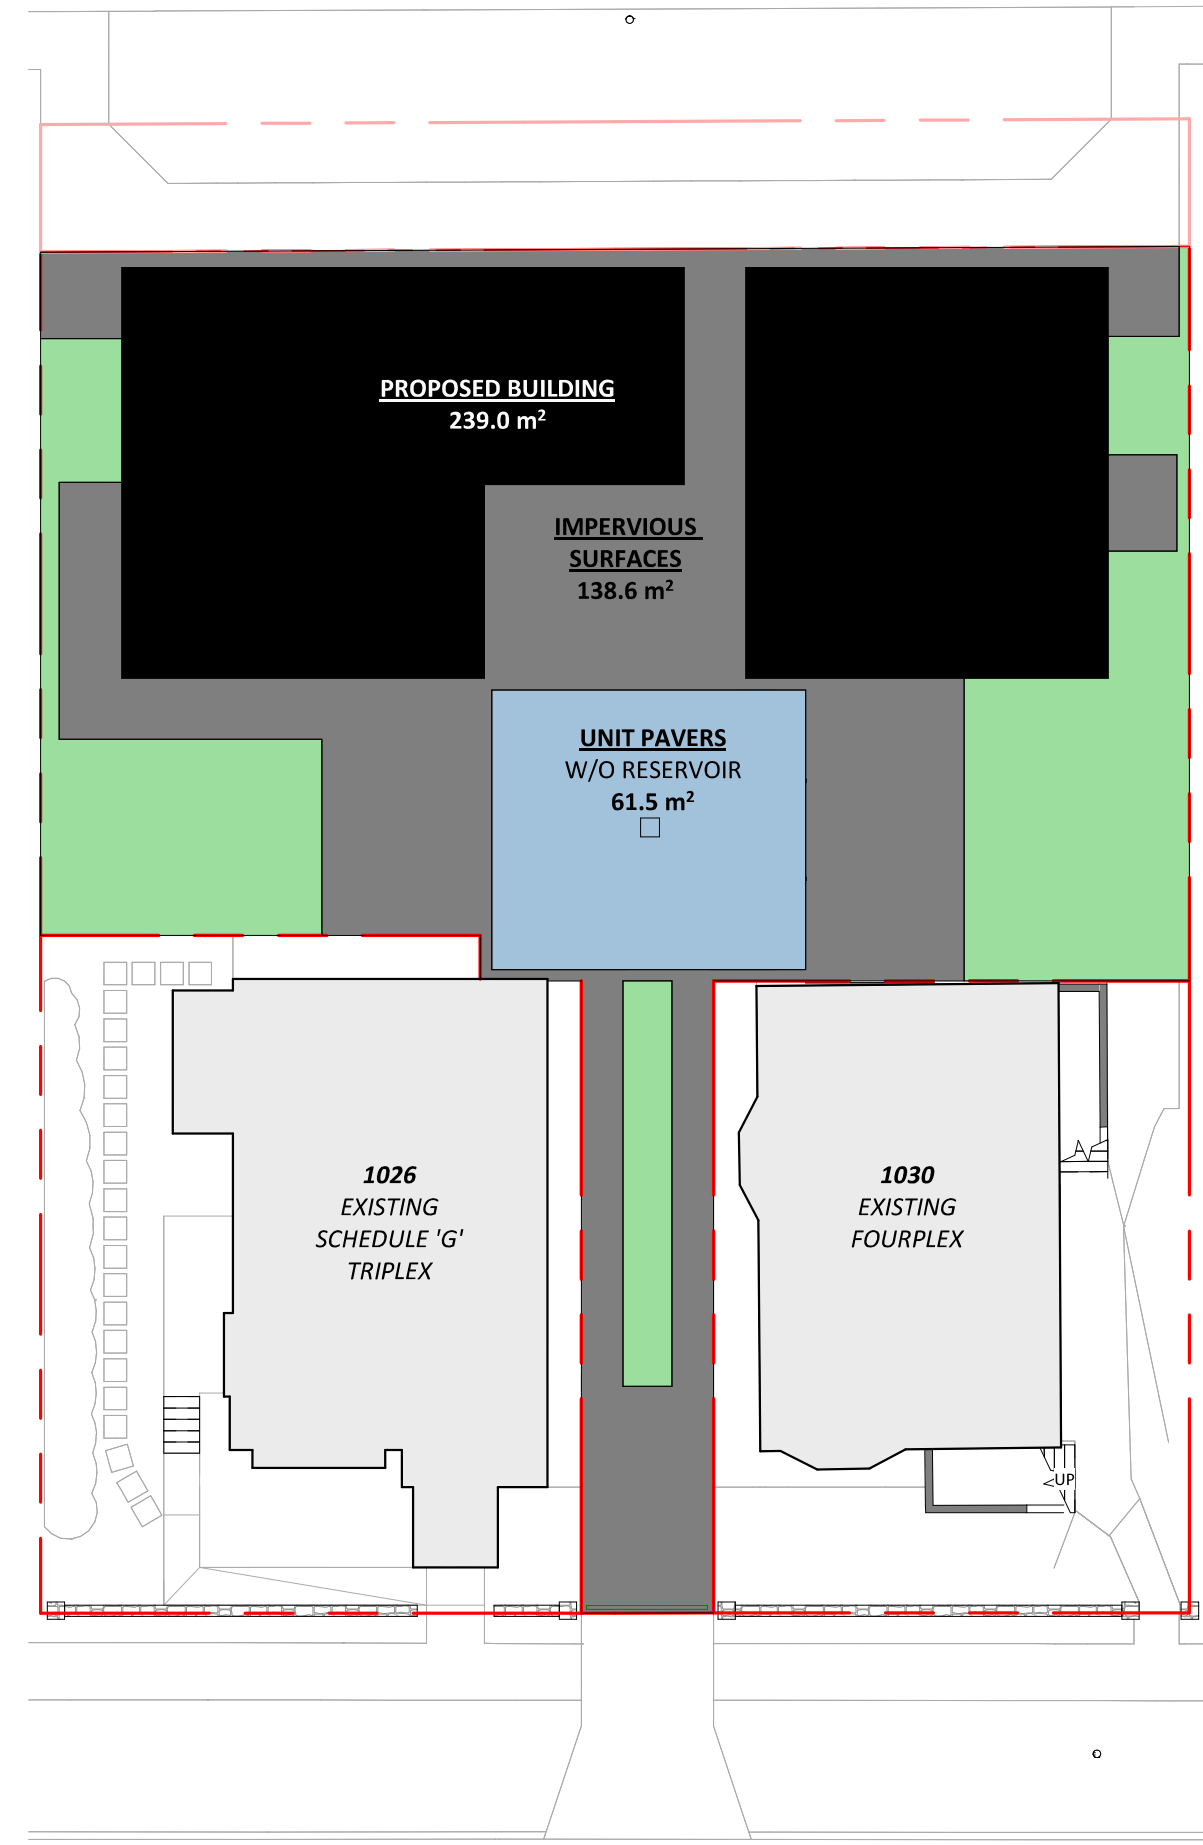 PROPOSED BUILDING
239.0 m²
IMPERVIOUS
SURFACES
138.6 m²
UNIT PAVERS
W/O RESERVOIR
61.5 m²
1026
EXISTING
SCHEDULE 'G'
TRIPLEX
1030
EXISTING
FOURPLEX
UP